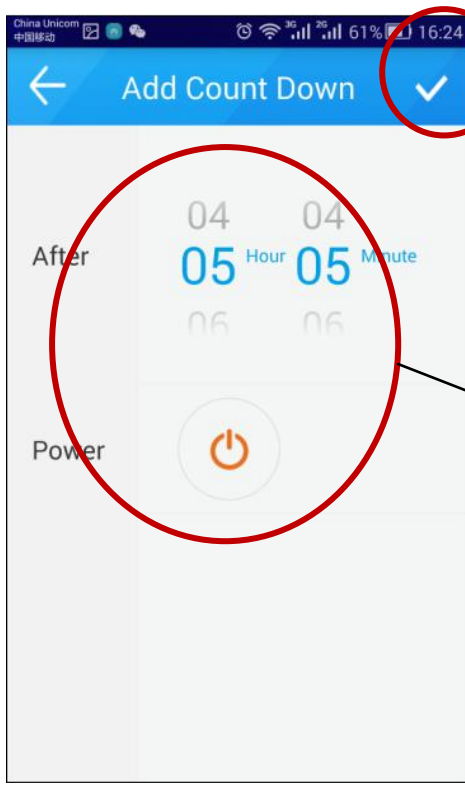 China Unicom
中国移动
3G 2G 61% 16:24
Add Count Down
04 04
After 05 Hour 05 Minute
06 06
Power